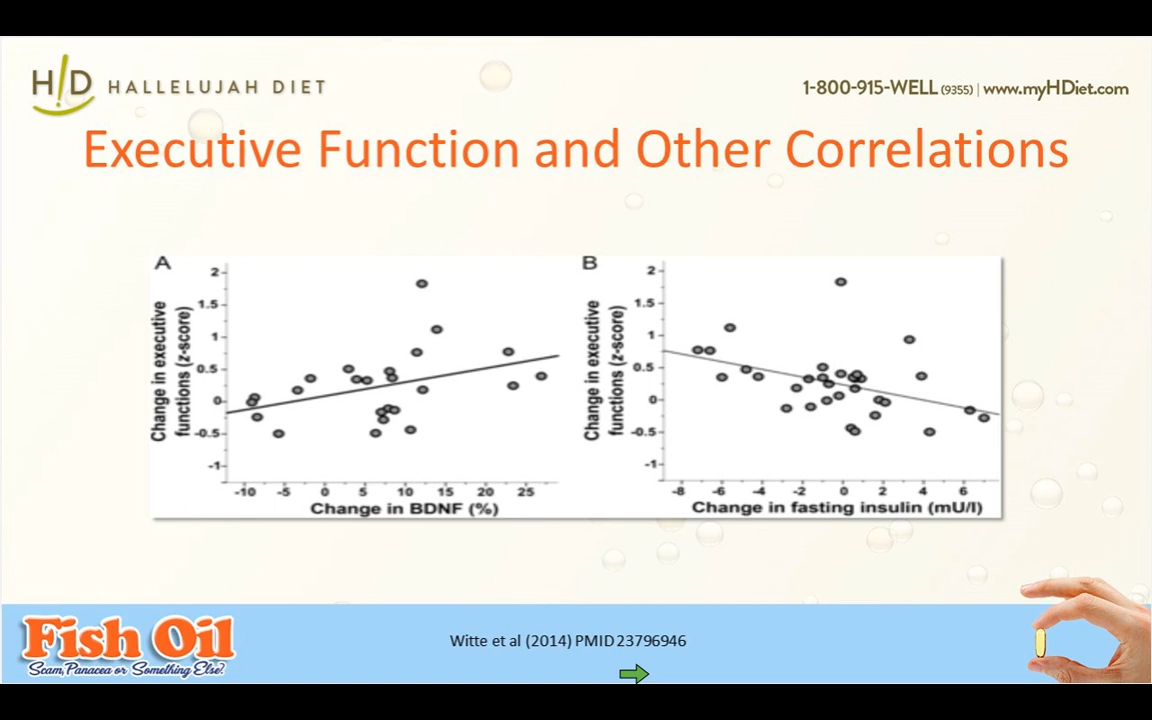 H!D HALLELUJAH DIET
1-800-915-WELL (9355) | www.myHDiet.com
Executive Function and Other Correlations
A
Change in executive
functions (z-score)
2
1.5
1
0.5
0
-0.5
-1
-10 -5 0 5 10 15 20 25
Change in BDNF (%)
B
Change in executive
functions (z-score)
2
1.5
1
0.5
0
-0.5
-1
-8 -6 -4 -2 0 2 4 6
Change in fasting insulin (mU/l)
Fish Oil
Scam, Panacea or Something Else?
Witte et al (2014) PMID 23796946